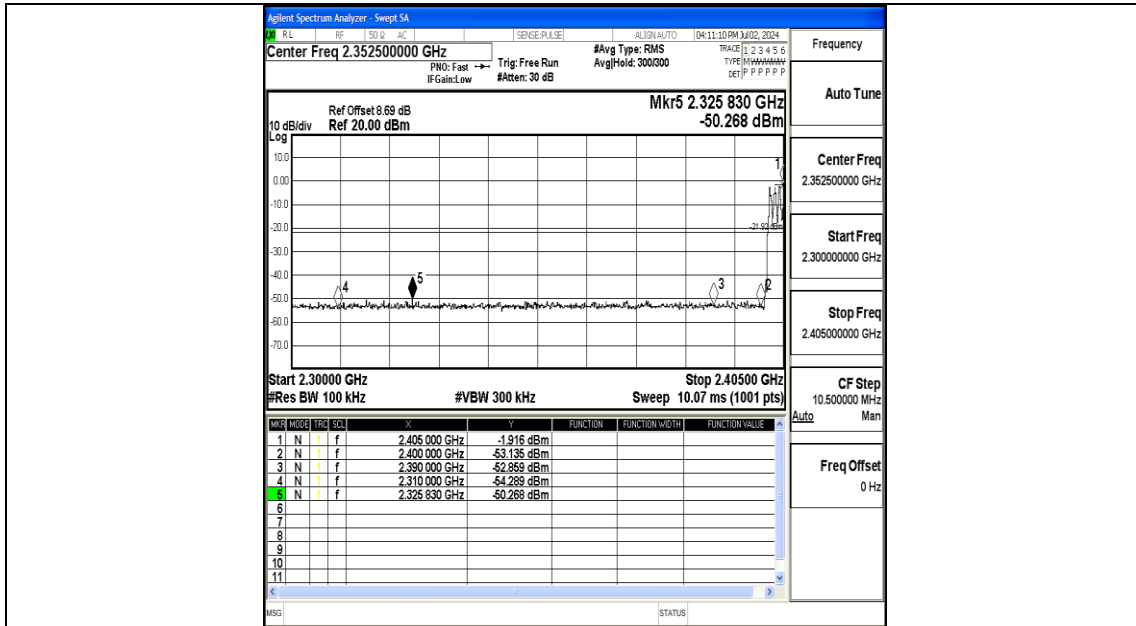 Agilent Spectrum Analyzer - Swept SA
RL RF 50 Ω AC SENSE:PULSE ALIGN AUTO 04:11:10 PM Jul 02, 2024
Center Freq 2.352500000 GHz
PNO: Fast
IFGain:Low
Trig: Free Run
#Atten: 30 dB
#Avg Type: RMS
Avg|Hold: 300/300
TRACE 1 2 3 4 5 6
TYPE MWWWWW
DET P P P P P P
Mkr5 2.325 830 GHz
-50.268 dBm
Ref Offset 8.69 dB
10 dB/div Ref 20.00 dBm
Log
10.0
0.00
-10.0
-20.0
-30.0
-40.0
-50.0
-60.0
-70.0
1
-21.92 dBm
4
5
3
2
Start 2.30000 GHz Stop 2.40500 GHz
#Res BW 100 kHz #VBW 300 kHz Sweep 10.07 ms (1001 pts)
MKR MODE TRC SCL X Y FUNCTION FUNCTION WIDTH FUNCTION VALUE
1 N 1 f 2.405 000 GHz -1.916 dBm
2 N 1 f 2.400 000 GHz -53.135 dBm
3 N 1 f 2.390 000 GHz -52.859 dBm
4 N 1 f 2.310 000 GHz -54.289 dBm
5 N 1 f 2.325 830 GHz -50.268 dBm
6
7
8
9
10
11
MSG STATUS
Frequency
Auto Tune
Center Freq
2.352500000 GHz
Start Freq
2.300000000 GHz
Stop Freq
2.405000000 GHz
CF Step
10.500000 MHz
Auto Man
Freq Offset
0 Hz